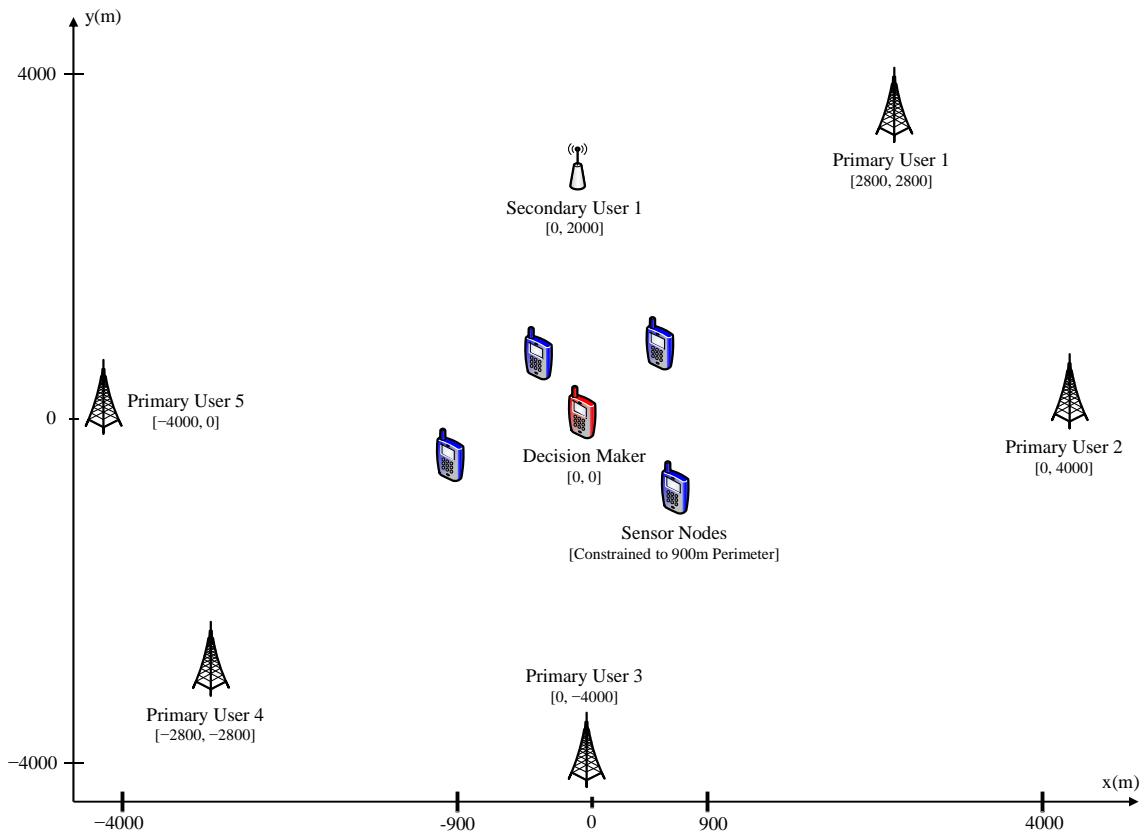 y(m)
4000
Primary User 1
[2800, 2800]
Secondary User 1
[0, 2000]
0
Primary User 5
[−4000, 0]
Decision Maker
[0, 0]
Primary User 2
[0, 4000]
Sensor Nodes
[Constrained to 900m Perimeter]
Primary User 3
[0, −4000]
Primary User 4
[−2800, −2800]
−4000
x(m)
−4000
-900
0
900
4000